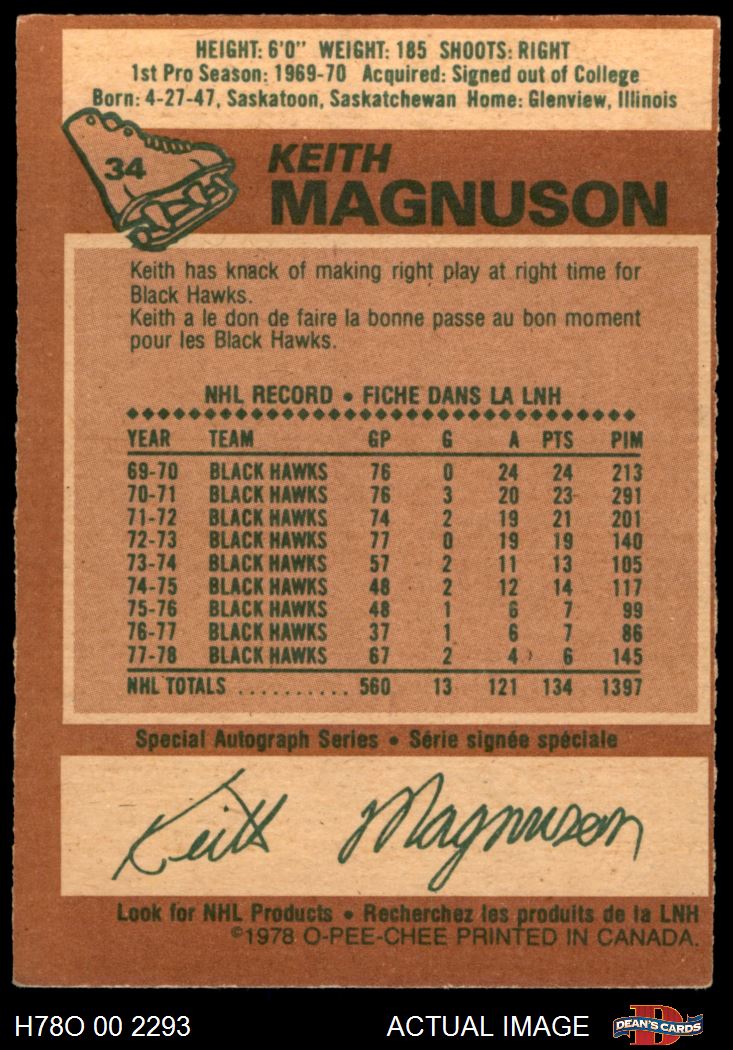 HEIGHT: 6'0" WEIGHT: 185 SHOOTS: RIGHT
1st Pro Season: 1969-70 Acquired: Signed out of College
Born: 4-27-47, Saskatoon, Saskatchewan Home: Glenview, Illinois
34
KEITH
MAGNUSON
Keith has knack of making right play at right time for
Black Hawks.
Keith a le don de faire la bonne passe au bon moment
pour les Black Hawks.
NHL RECORD • FICHE DANS LA LNH
YEAR TEAM GP G A PTS PIM
69-70 BLACK HAWKS 76 0 24 24 213
70-71 BLACK HAWKS 76 3 20 23 291
71-72 BLACK HAWKS 74 2 19 21 201
72-73 BLACK HAWKS 77 0 19 19 140
73-74 BLACK HAWKS 57 2 11 13 105
74-75 BLACK HAWKS 48 2 12 14 117
75-76 BLACK HAWKS 48 1 6 7 99
76-77 BLACK HAWKS 37 1 6 7 86
77-78 BLACK HAWKS 67 2 4 6 145
NHL TOTALS .......... 560 13 121 134 1397
Special Autograph Series • Série signée spéciale
Keith Magnuson
Look for NHL Products • Recherchez les produits de la LNH
©1978 O-PEE-CHEE PRINTED IN CANADA.
H78O 00 2293 ACTUAL IMAGE DEAN'S CARDS